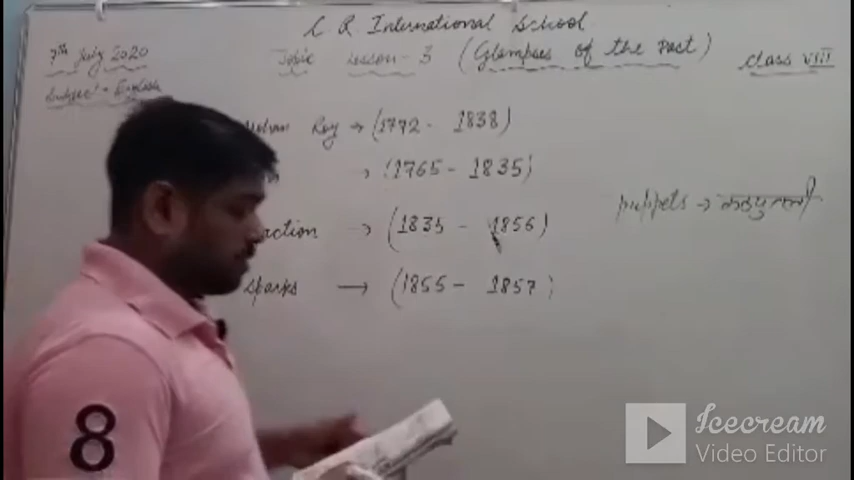 C R International School
7th July 2020
Topic Lesson - 3 (Glimpses of the Past)
class VIII
Subject - English
Roy → (1772 - 1838)
→ (1765 - 1835)
puppets → कठपुतली
action → (1835 - 1856)
Sparks → (1855 - 1857)
8
Icecream
Video Editor